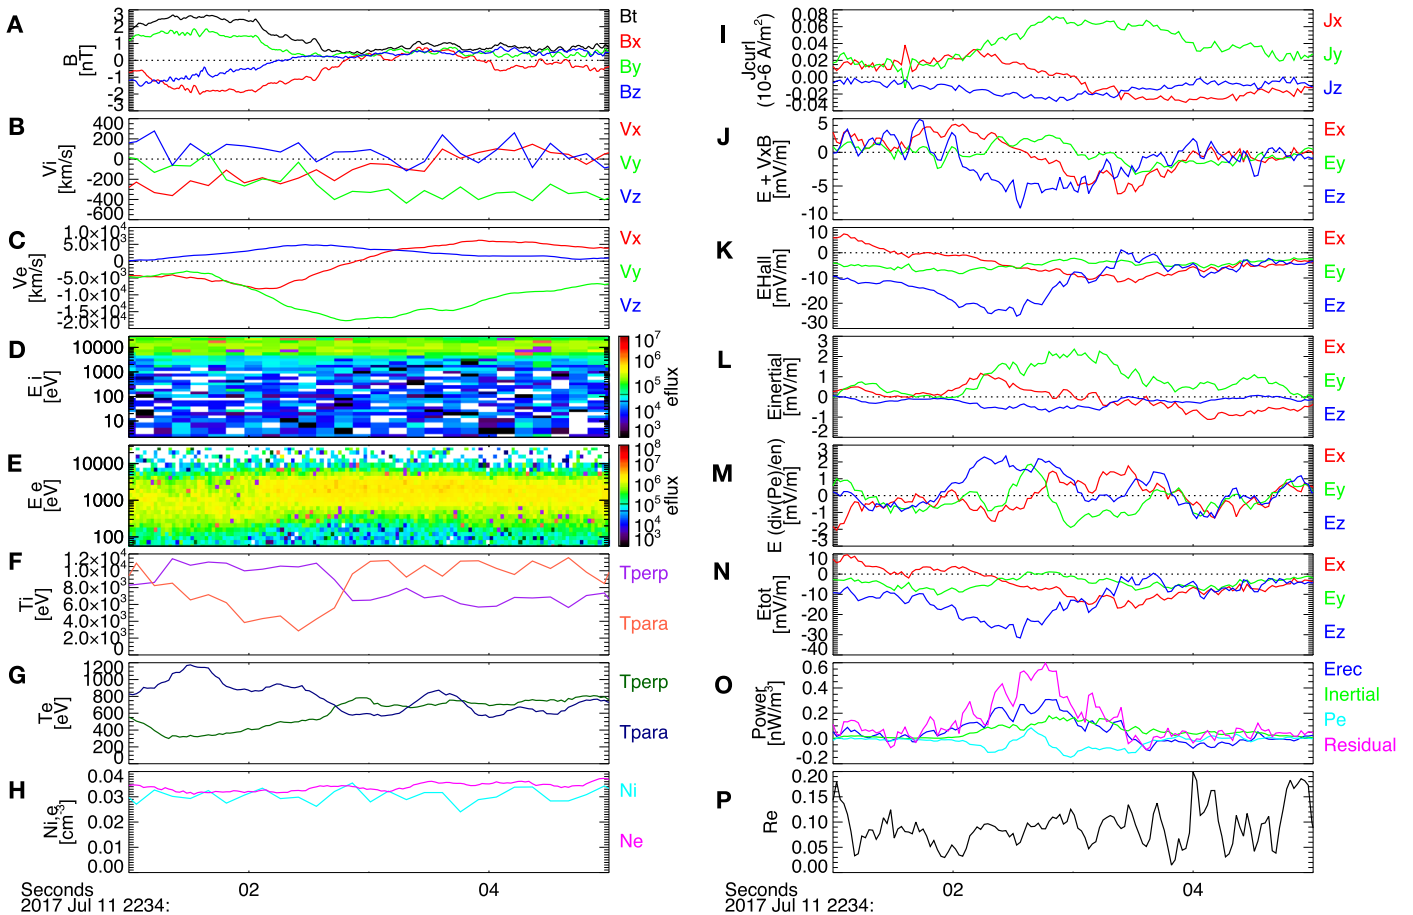 A
B
[nT]
3
2
1
0
-1
-2
-3
Bt
Bx
By
Bz
B
Vi
[km/s]
400
200
0
-200
-400
-600
Vx
Vy
Vz
C
Ve
[km/s]
1.0×10^4
5.0×10^3
0
-5.0×10^3
-1.0×10^4
-1.5×10^4
-2.0×10^4
Vx
Vy
Vz
D
E i
[eV]
10000
1000
100
10
10^7
10^6
10^5
10^4
10^3
eflux
E
E e
[eV]
10000
1000
100
10^8
10^7
10^6
10^5
10^4
10^3
eflux
F
Ti
[eV]
1.2×10^4
1.0×10^4
8.0×10^3
6.0×10^3
4.0×10^3
2.0×10^3
0
Tperp
Tpara
G
Te
[eV]
1200
1000
800
600
400
200
0
Tperp
Tpara
H
Ni,e
[cm^-3]
0.04
0.03
0.02
0.01
0.00
Ni
Ne
Seconds
02
04
2017 Jul 11 2234:
I
Jcurl
(10-6 A/m^2)
0.08
0.04
0.00
-0.02
-0.04
Jx
Jy
Jz
J
E + VxB
[mV/m]
5
0
-5
-10
Ex
Ey
Ez
K
EHall
[mV/m]
10
0
-10
-20
-30
Ex
Ey
Ez
L
Einertial
[mV/m]
3
2
1
0
-1
-2
Ex
Ey
Ez
M
E (div(Pe)/en)
[mV/m]
3
2
1
0
-1
-2
-3
Ex
Ey
Ez
N
Etot
[mV/m]
10
0
-10
-20
-30
-40
Ex
Ey
Ez
O
Power
[nW/m^3]
0.6
0.4
0.2
-0.0
-0.2
Erec
Inertial
Pe
Residual
P
Re
0.20
0.15
0.10
0.05
0.00
Seconds
02
04
2017 Jul 11 2234: